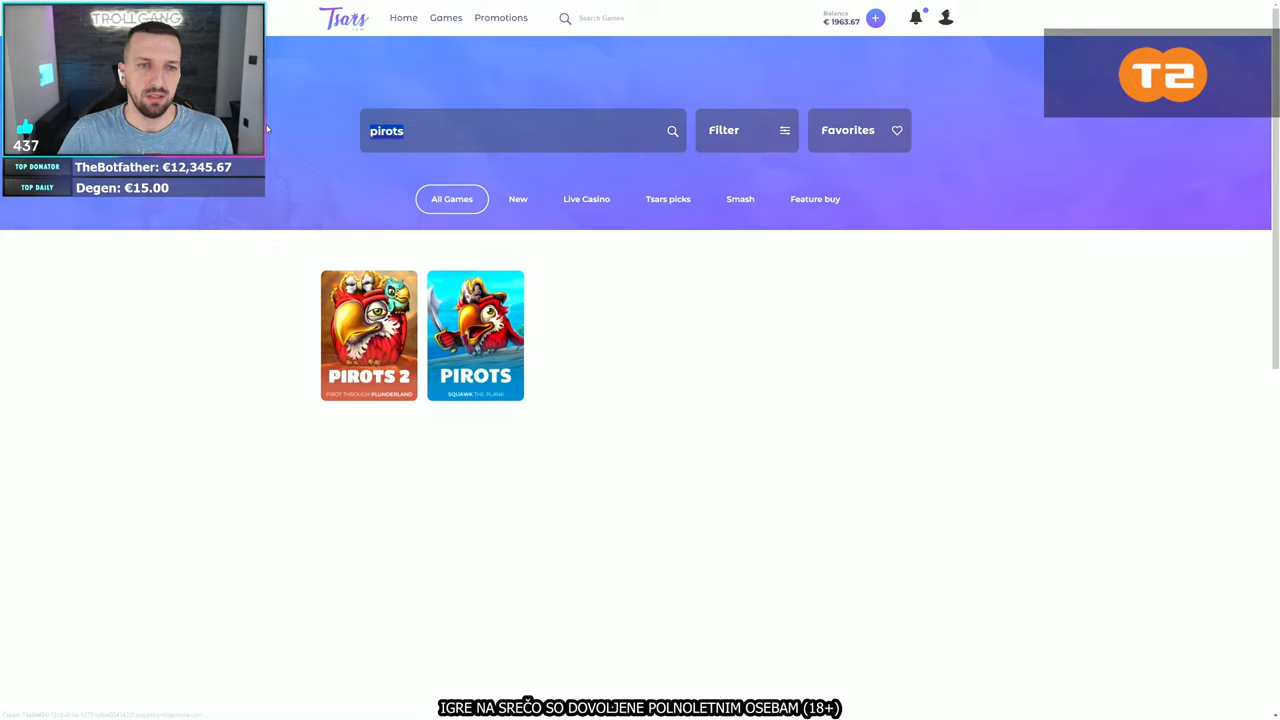 TROLLGANG
437
TOP DONATOR
TheBotfather: €12,345.67
TOP DAILY
Degen: €15.00
Tsars
.COM
Home
Games
Promotions
Search Games
Balance
€ 1963.67
T2
pirots
Filter
Favorites
All Games
New
Live Casino
Tsars picks
Smash
Feature buy
PIROTS 2
PIROT THROUGH PLUNDERLAND
PIROTS
SQUAWK THE PLANK
IGRE NA SREČO SO DOVOLJENE POLNOLETNIM OSEBAM (18+)